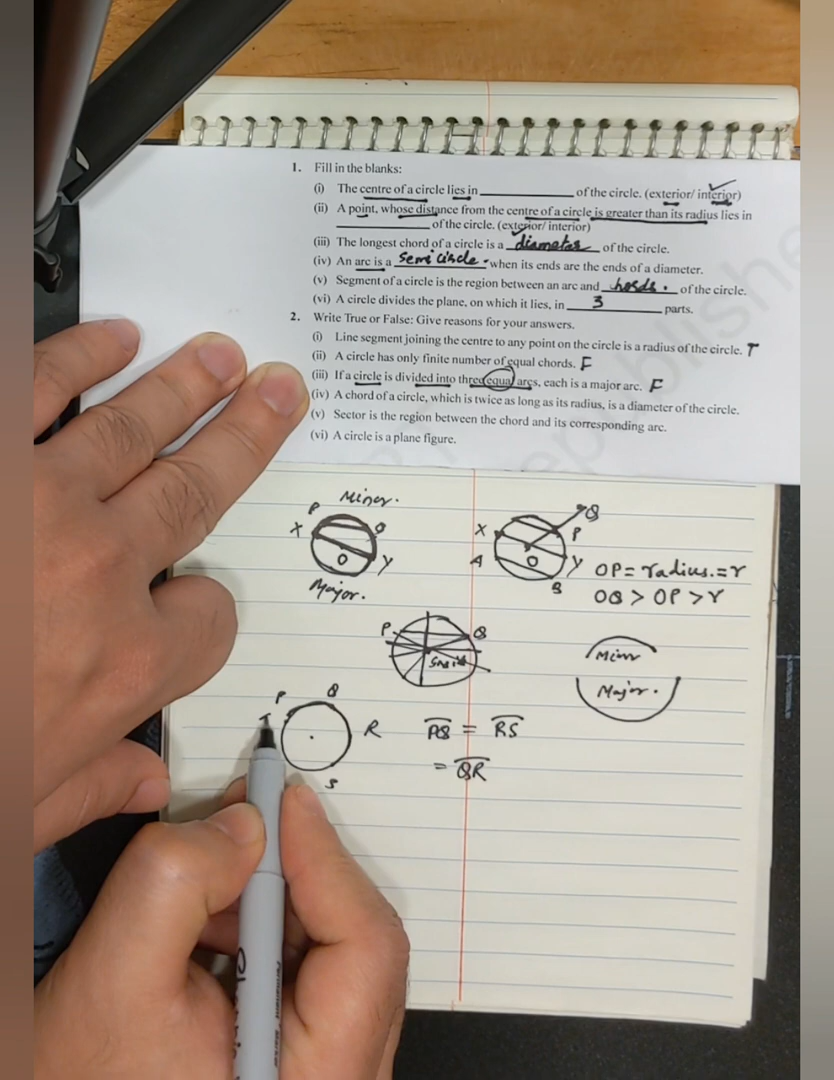 1. Fill in the blanks:
(i) The centre of a circle lies in ____________ of the circle. (exterior/ interior)
(ii) A point, whose distance from the centre of a circle is greater than its radius lies in
____________ of the circle. (exterior/ interior)
(iii) The longest chord of a circle is a diameter of the circle.
(iv) An arc is a Semi circle when its ends are the ends of a diameter.
(v) Segment of a circle is the region between an arc and hords. of the circle.
(vi) A circle divides the plane, on which it lies, in 3 parts.
2. Write True or False: Give reasons for your answers.
(i) Line segment joining the centre to any point on the circle is a radius of the circle. T
(ii) A circle has only finite number of equal chords. F
(iii) If a circle is divided into three equal arcs, each is a major arc. F
(iv) A chord of a circle, which is twice as long as its radius, is a diameter of the circle.
(v) Sector is the region between the chord and its corresponding arc.
(vi) A circle is a plane figure.
Minor.
P
X Q
O Y
Major.
Q
X P
A O Y
B
OP = radius. = r
OQ > OP > r
P Q
Major.
P Q
R
S
PQ = RS
= QR